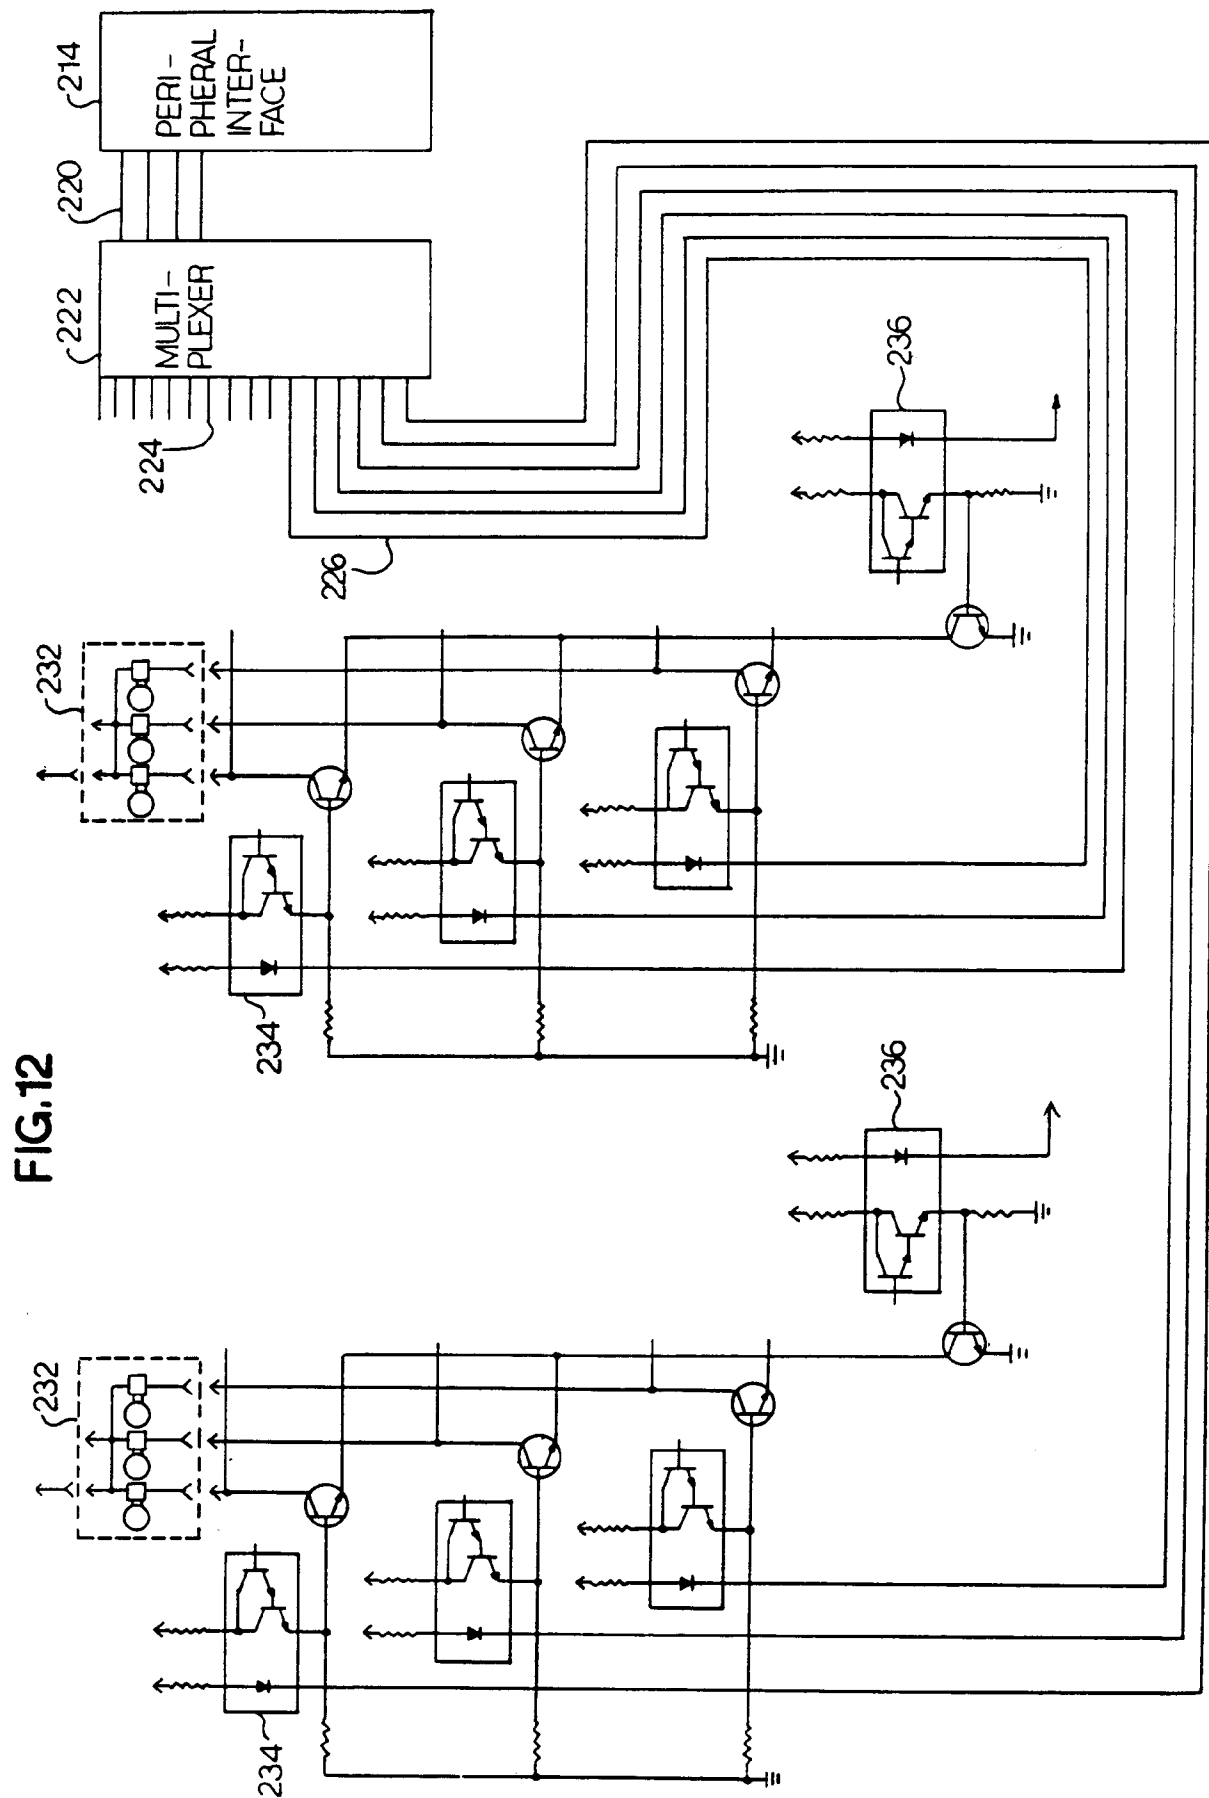 FIG.12
214
PERI-
PHERAL
INTER-
FACE
220
222
MULTI-
PLEXER
224
226
232
234
236
232
234
236